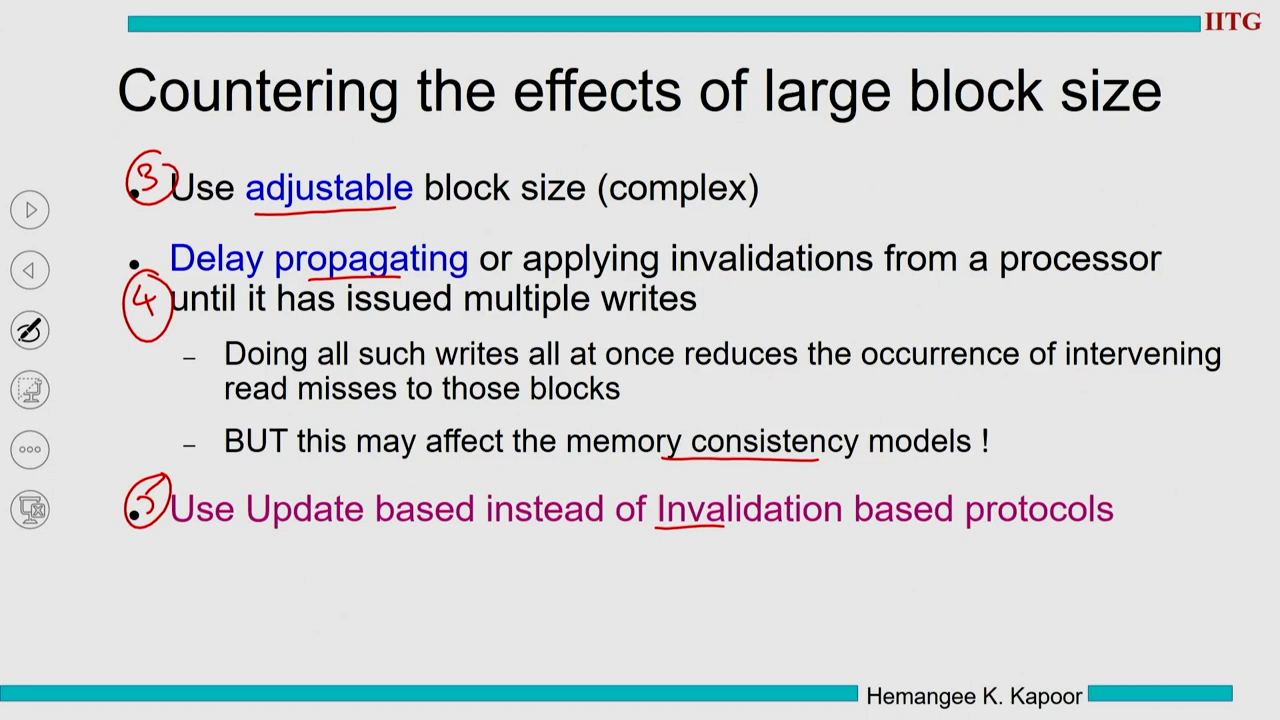 IITG
Countering the effects of large block size
3 Use adjustable block size (complex)
• Delay propagating or applying invalidations from a processor
4 until it has issued multiple writes
– Doing all such writes all at once reduces the occurrence of intervening
read misses to those blocks
– BUT this may affect the memory consistency models !
5 Use Update based instead of Invalidation based protocols
Hemangee K. Kapoor